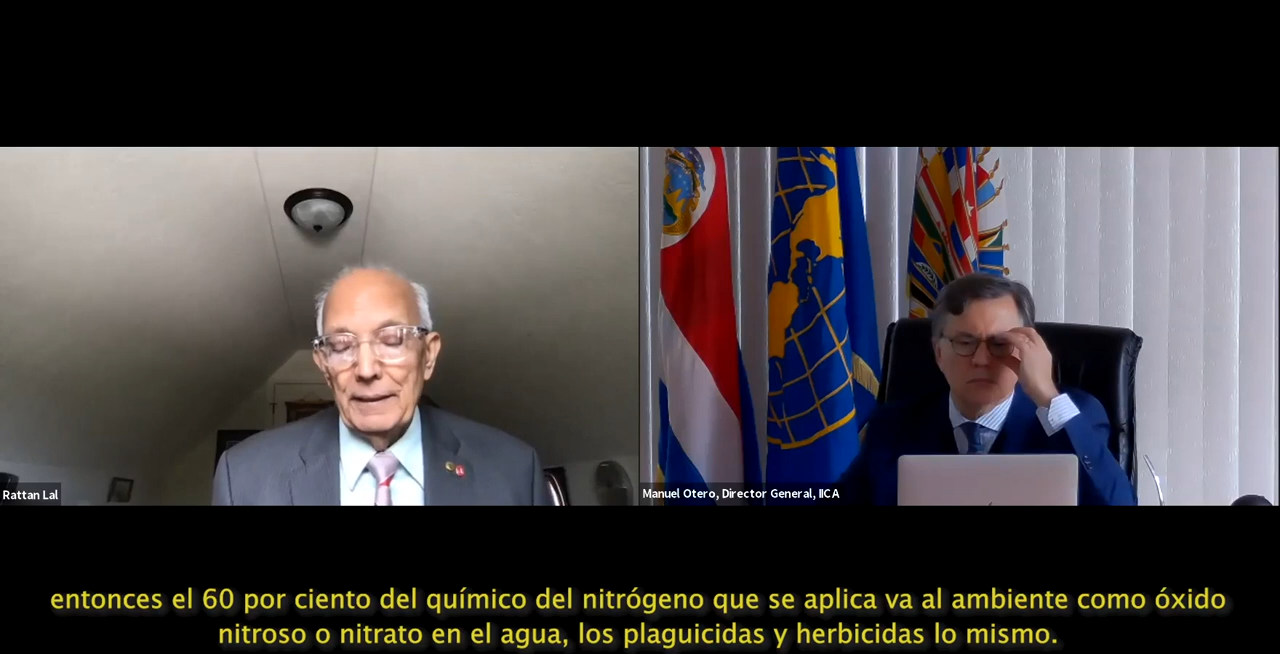 Rattan Lal
Manuel Otero, Director General, IICA
entonces el 60 por ciento del químico del nitrógeno que se aplica va al ambiente como óxido
nitroso o nitrato en el agua, los plaguicidas y herbicidas lo mismo.